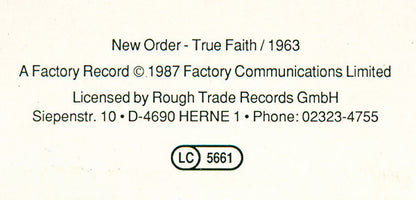 New Order - True Faith / 1963
A Factory Record © 1987 Factory Communications Limited
Licensed by Rough Trade Records GmbH
Siepenstr. 10 • D-4690 HERNE 1 • Phone: 02323-4755
LC 5661